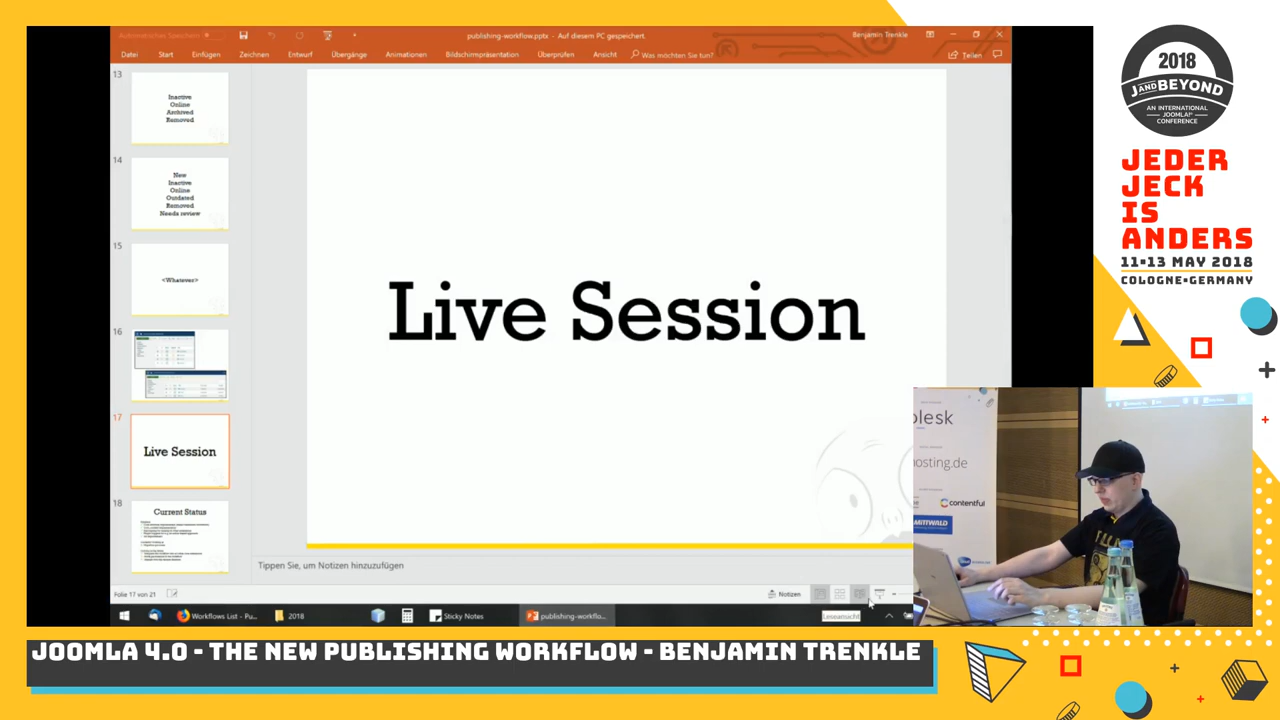 Automatisches Speichern
publishing-workflow.pptx - Auf diesem PC gespeichert
Benjamin Trenkle
Datei Start Einfügen Zeichnen Entwurf Übergänge Animationen Bildschirmpräsentation Überprüfen Ansicht Was möchten Sie tun? Teilen
13
Inactive
Online
Archived
Removed
14
New
Inactive
Online
Outdated
Removed
Needs review
15
<Whatever>
16
17
Live Session
18
Current Status
Live Session
Tippen Sie, um Notizen hinzuzufügen
Folie 17 von 21
Notizen
Workflows List - Pu...
2018
Sticky Notes
publishing-workflo...
Leseansicht
plesk
hosting.de
contentful
MITTWALD
2018
J AND BEYOND
AN INTERNATIONAL
JOOMLA!
CONFERENCE
JEDER
JECK
IS
ANDERS
11-13 MAY 2018
COLOGNE•GERMANY
JOOMLA 4.0 - THE NEW PUBLISHING WORKFLOW - BENJAMIN TRENKLE